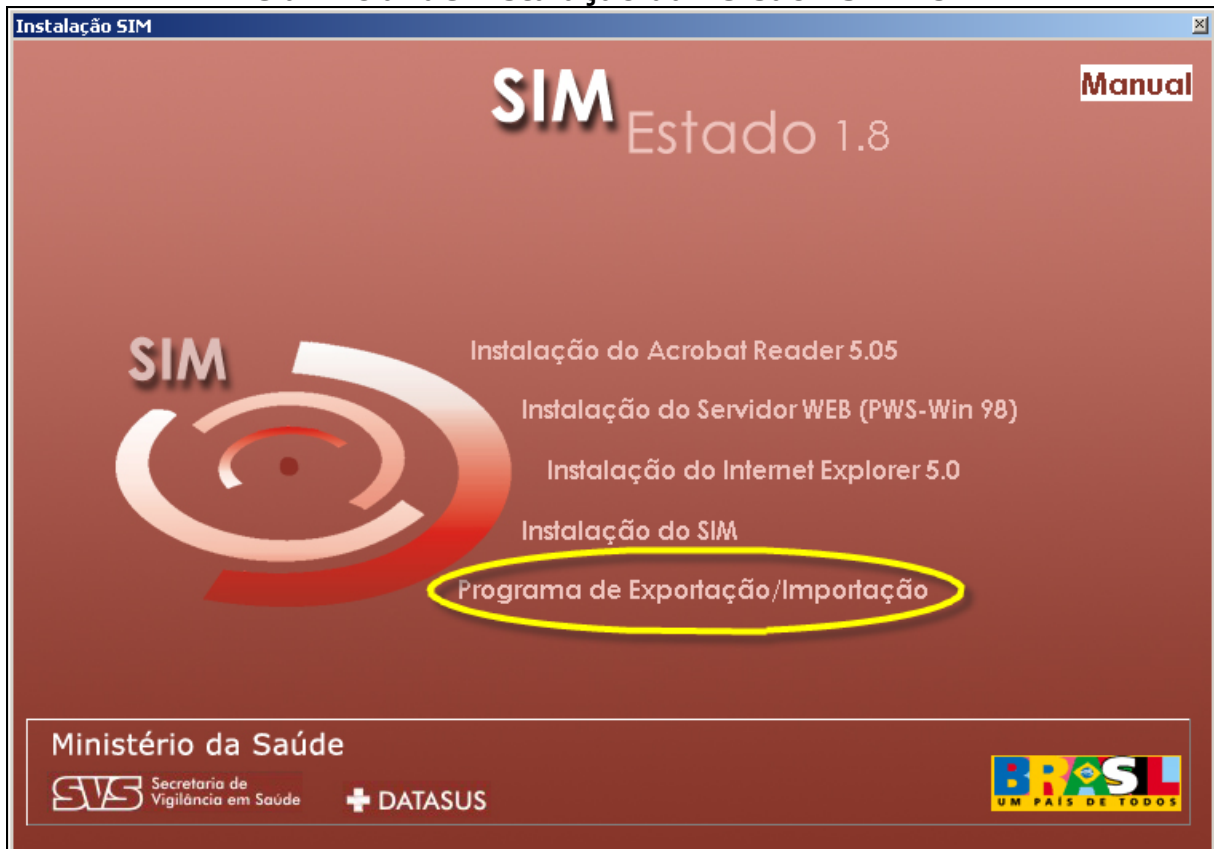 Instalação SIM
SIM
Estado 1.8
Manual
SIM
Instalação do Acrobat Reader 5.05
Instalação do Servidor WEB (PWS-Win 98)
Instalação do Internet Explorer 5.0
Instalação do SIM
Programa de Exportação/Importação
Ministério da Saúde
SVS Secretaria de
Vigilância em Saúde
DATASUS
BRASIL
UM PAÍS DE TODOS